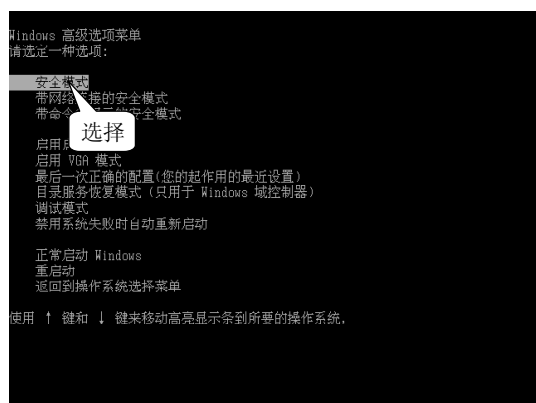 Windows 高级选项菜单
请选定一种选项:
安全模式
带网络 接的安全模式
带命令 示的安全模式
选择
启用
启用 VGA 模式
最后一次正确的配置(您的起作用的最近设置)
目录服务恢复模式 (只用于 Windows 域控制器)
调试模式
禁用系统失败时自动重新启动
正常启动 Windows
重启动
返回到操作系统选择菜单
使用 ↑ 键和 ↓ 键来移动高亮显示条到所要的操作系统,